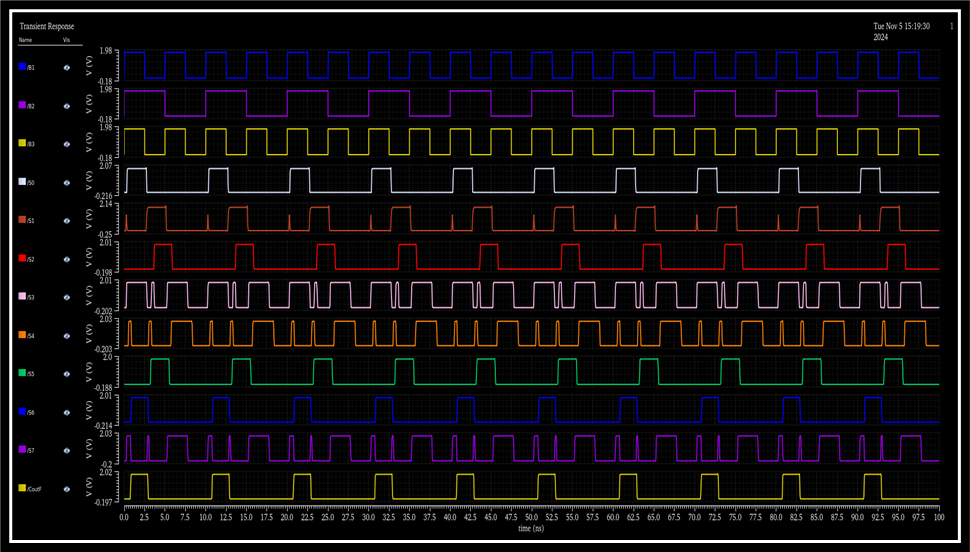 Transient Response
Tue Nov 5 15:19:30 1
2024
Name Vis
/B1 V (V) 1.98 -0.18
/B2 V (V) 1.98 -0.18
/B3 V (V) 1.98 -0.18
/S0 V (V) 2.07 -0.216
/S1 V (V) 2.14 -0.25
/S2 V (V) 2.01 -0.198
/S3 V (V) 2.01 -0.202
/S4 V (V) 2.03 -0.203
/S5 V (V) 2.0 -0.188
/S6 V (V) 2.01 -0.214
/S7 V (V) 2.03 -0.2
/CoutF V (V) 2.02 -0.197
0.0 2.5 5.0 7.5 10.0 12.5 15.0 17.5 20.0 22.5 25.0 27.5 30.0 32.5 35.0 37.5 40.0 42.5 45.0 47.5 50.0 52.5 55.0 57.5 60.0 62.5 65.0 67.5 70.0 72.5 75.0 77.5 80.0 82.5 85.0 87.5 90.0 92.5 95.0 97.5 100
time (ns)